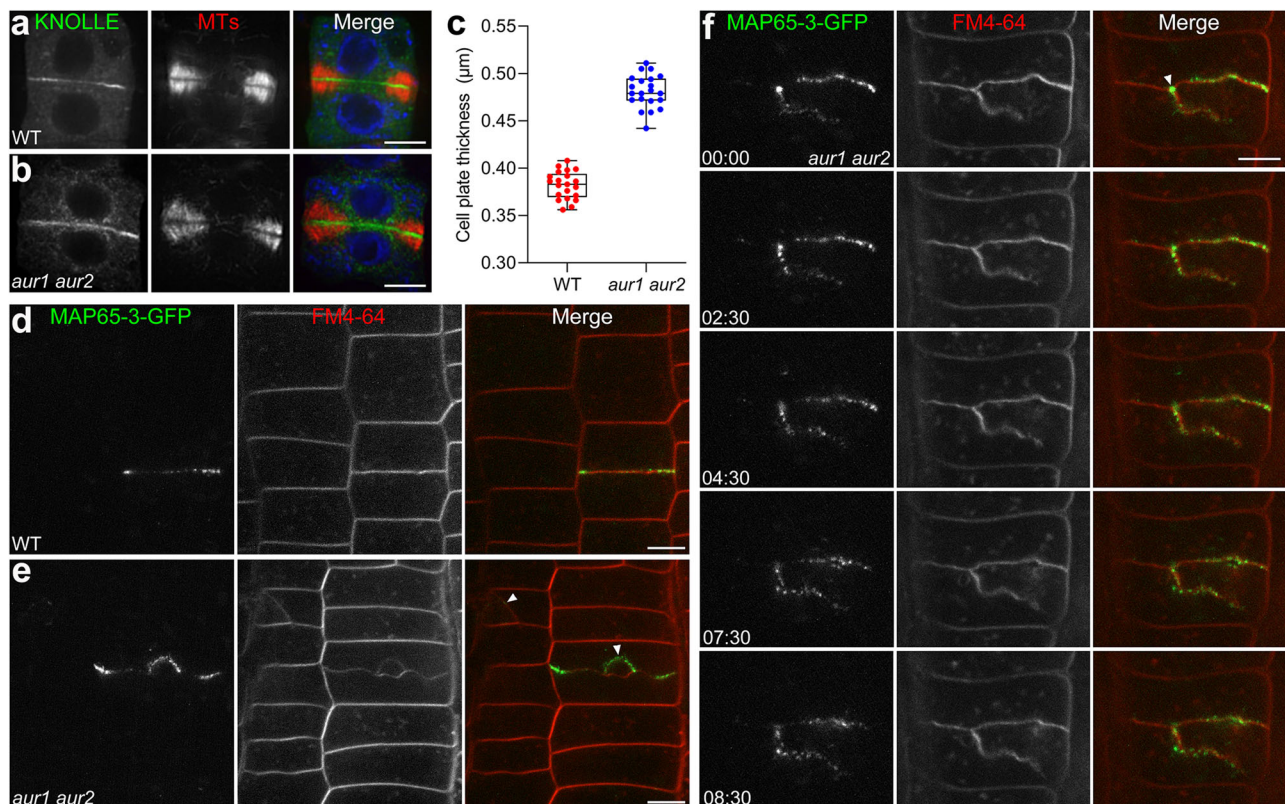 a
KNOLLE
MTs
Merge
WT
b
aur1 aur2
c
Cell plate thickness (μm)
0.55
0.50
0.45
0.40
0.35
0.30
WT
aur1 aur2
d
MAP65-3-GFP
FM4-64
Merge
WT
e
aur1 aur2
f
MAP65-3-GFP
FM4-64
Merge
00:00
aur1 aur2
02:30
04:30
07:30
08:30